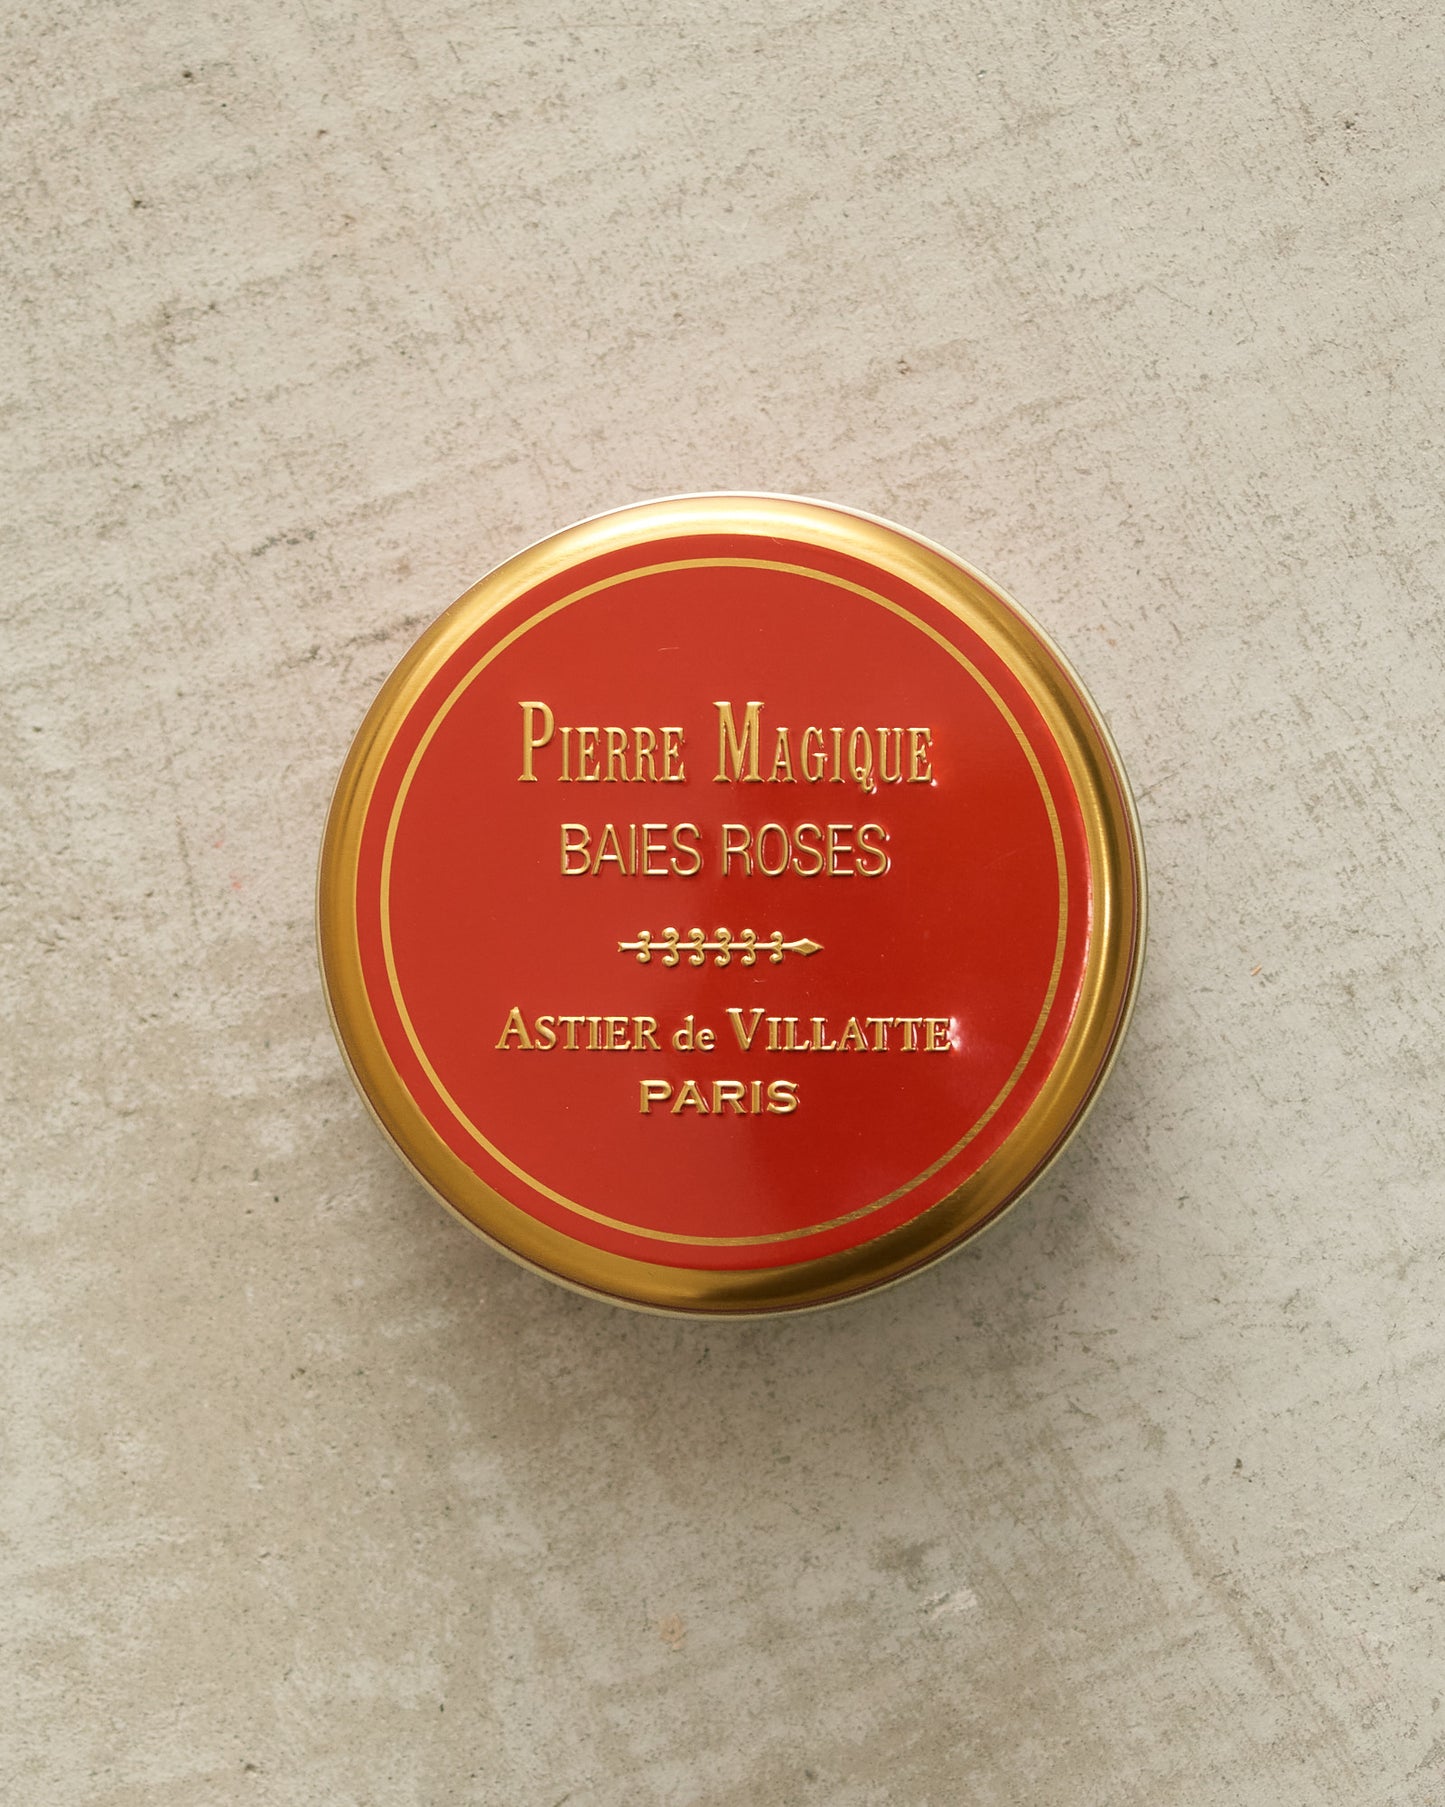 PIERRE MAGIQUE
BAIES ROSES
ASTIER de VILLATTE
PARIS